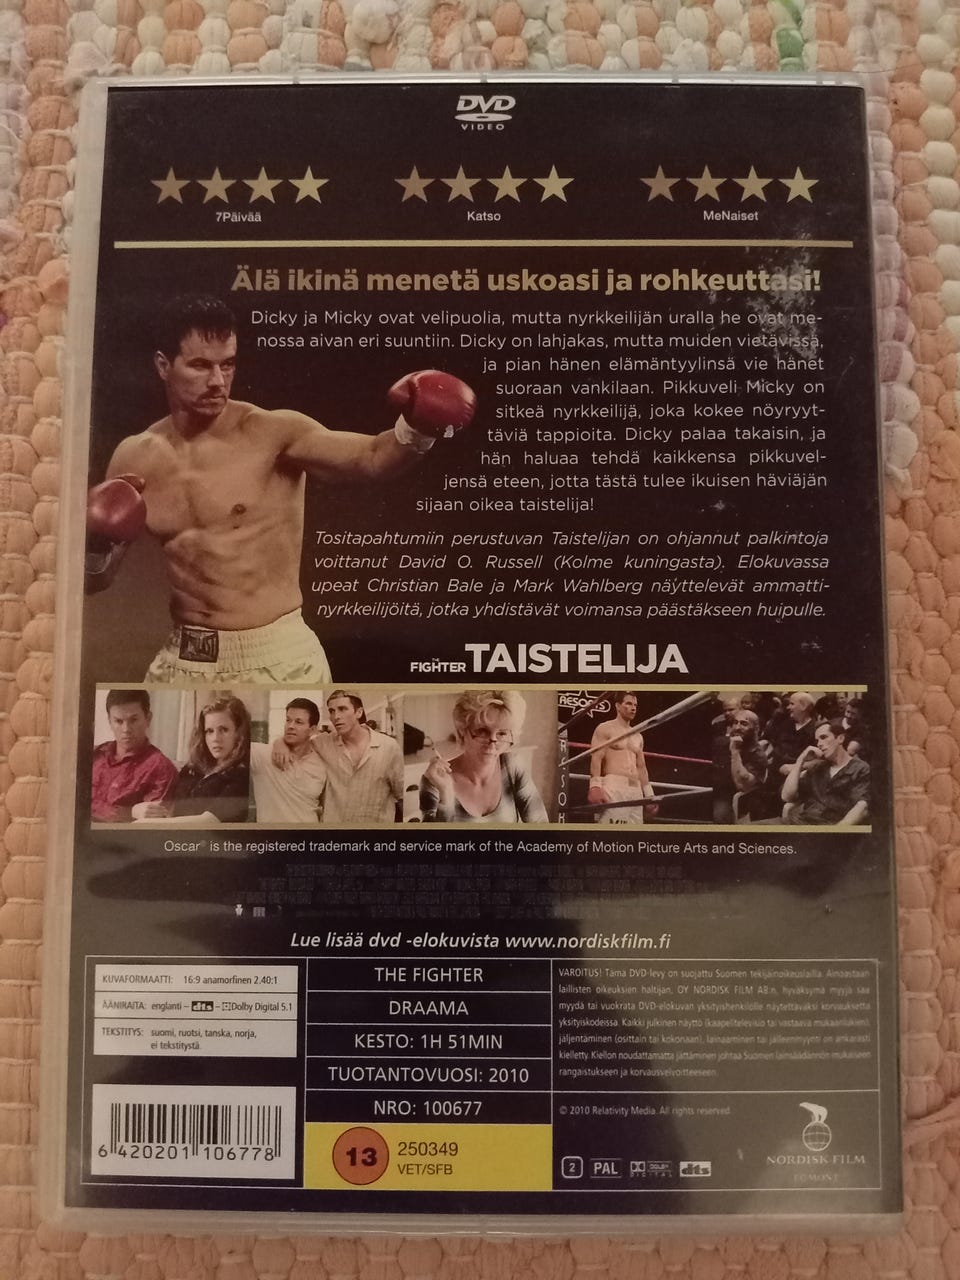 DVD
VIDEO
7Päivää
Katso
MeNaiset
Älä ikinä menetä uskoasi ja rohkeuttasi!
Dicky ja Micky ovat velipuolia, mutta nyrkkeilijän uralla he ovat me-
nossa aivan eri suuntiin. Dicky on lahjakas, mutta muiden vietävissä,
ja pian hänen elämäntyylinsä vie hänet
suoraan vankilaan. Pikkuveli Micky on
sitkeä nyrkkeilijä, joka kokee nöyryyt-
täviä tappioita. Dicky palaa takaisin, ja
hän haluaa tehdä kaikkensa pikkuvel-
jensä eteen, jotta tästä tulee ikuisen häviäjän
sijaan oikea taistelija!
Tositapahtumiin perustuvan Taistelijan on ohjannut palkintoja
voittanut David O. Russell (Kolme kuningasta). Elokuvassa
upeat Christian Bale ja Mark Wahlberg näyttelevät ammatti-
nyrkkeilijöitä, jotka yhdistävät voimansa päästäkseen huipulle.
THE FIGHTER TAISTELIJA
RESORTS
Oscar® is the registered trademark and service mark of the Academy of Motion Picture Arts and Sciences.
Lue lisää dvd -elokuvista www.nordiskfilm.fi
KUVAFORMAATTI: 16:9 anamorfinen 2.40:1
ÄÄNIRAITA: englanti – dts – Dolby Digital 5.1
TEKSTITYS: suomi, ruotsi, tanska, norja,
ei tekstitystä.
6 420201 106778
THE FIGHTER
DRAAMA
KESTO: 1H 51MIN
TUOTANTOVUOSI: 2010
NRO: 100677
13 250349
VET/SFB
VAROITUS! Tämä DVD-levy on suojattu Suomen tekijänoikeuslailla. Ainoastaan
laillisten oikeuksien haltijan, OY NORDISK FILM AB:n, hyväksymä myyjä saa
myydä tai vuokrata DVD-elokuvan yksityishenkilölle näytettäväksi korvauksetta
yksityiskodeissa. Kaikki julkinen näyttö (kaapelitelevisio tai vastaava mukaanlukien),
jäljentäminen (osittain tai kokonaan), lainaaminen tai jälleenmyynti on ankarasti
kielletty. Kiellon noudattamatta jättäminen johtaa Suomen lainsäädännön mukaiseen
rangaistukseen ja korvausvelvoitteeseen.
© 2010 Relativity Media. All rights reserved.
2 PAL DOLBY DIGITAL dts
NORDISK FILM
EGMONT